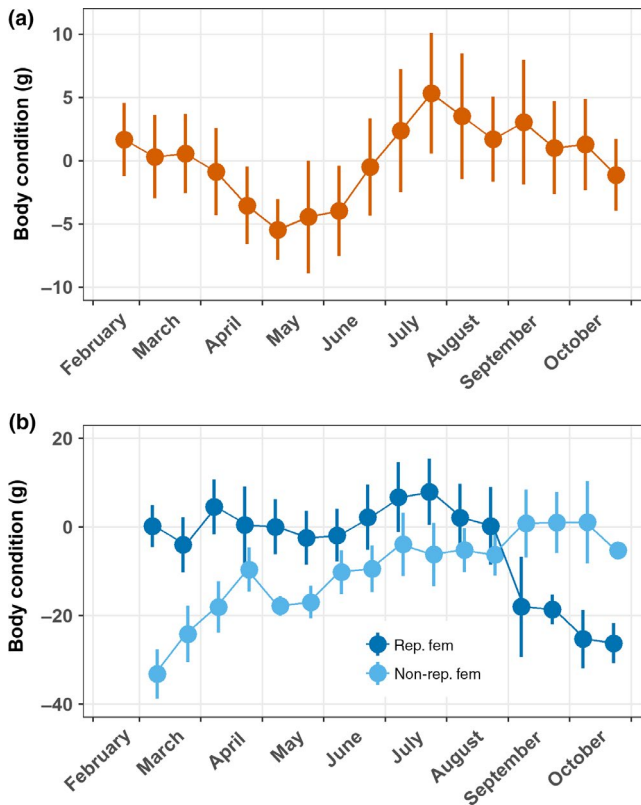 (a)
Body condition (g)
10
5
0
−5
−10
February
March
April
May
June
July
August
September
October
(b)
Body condition (g)
20
0
−20
−40
Rep. fem
Non-rep. fem
February
March
April
May
June
July
August
September
October